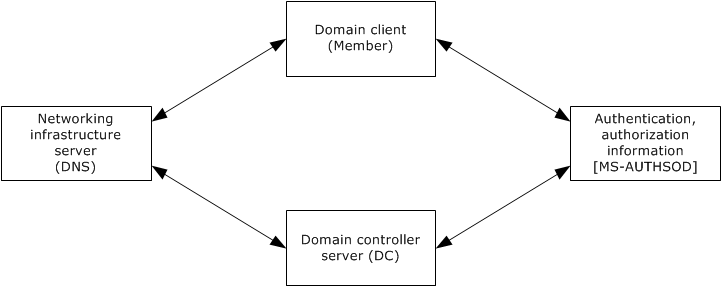 Domain client
(Member)
Networking
infrastructure
server
(DNS)
Authentication,
authorization
information
[MS-AUTHSOD]
Domain controller
server (DC)